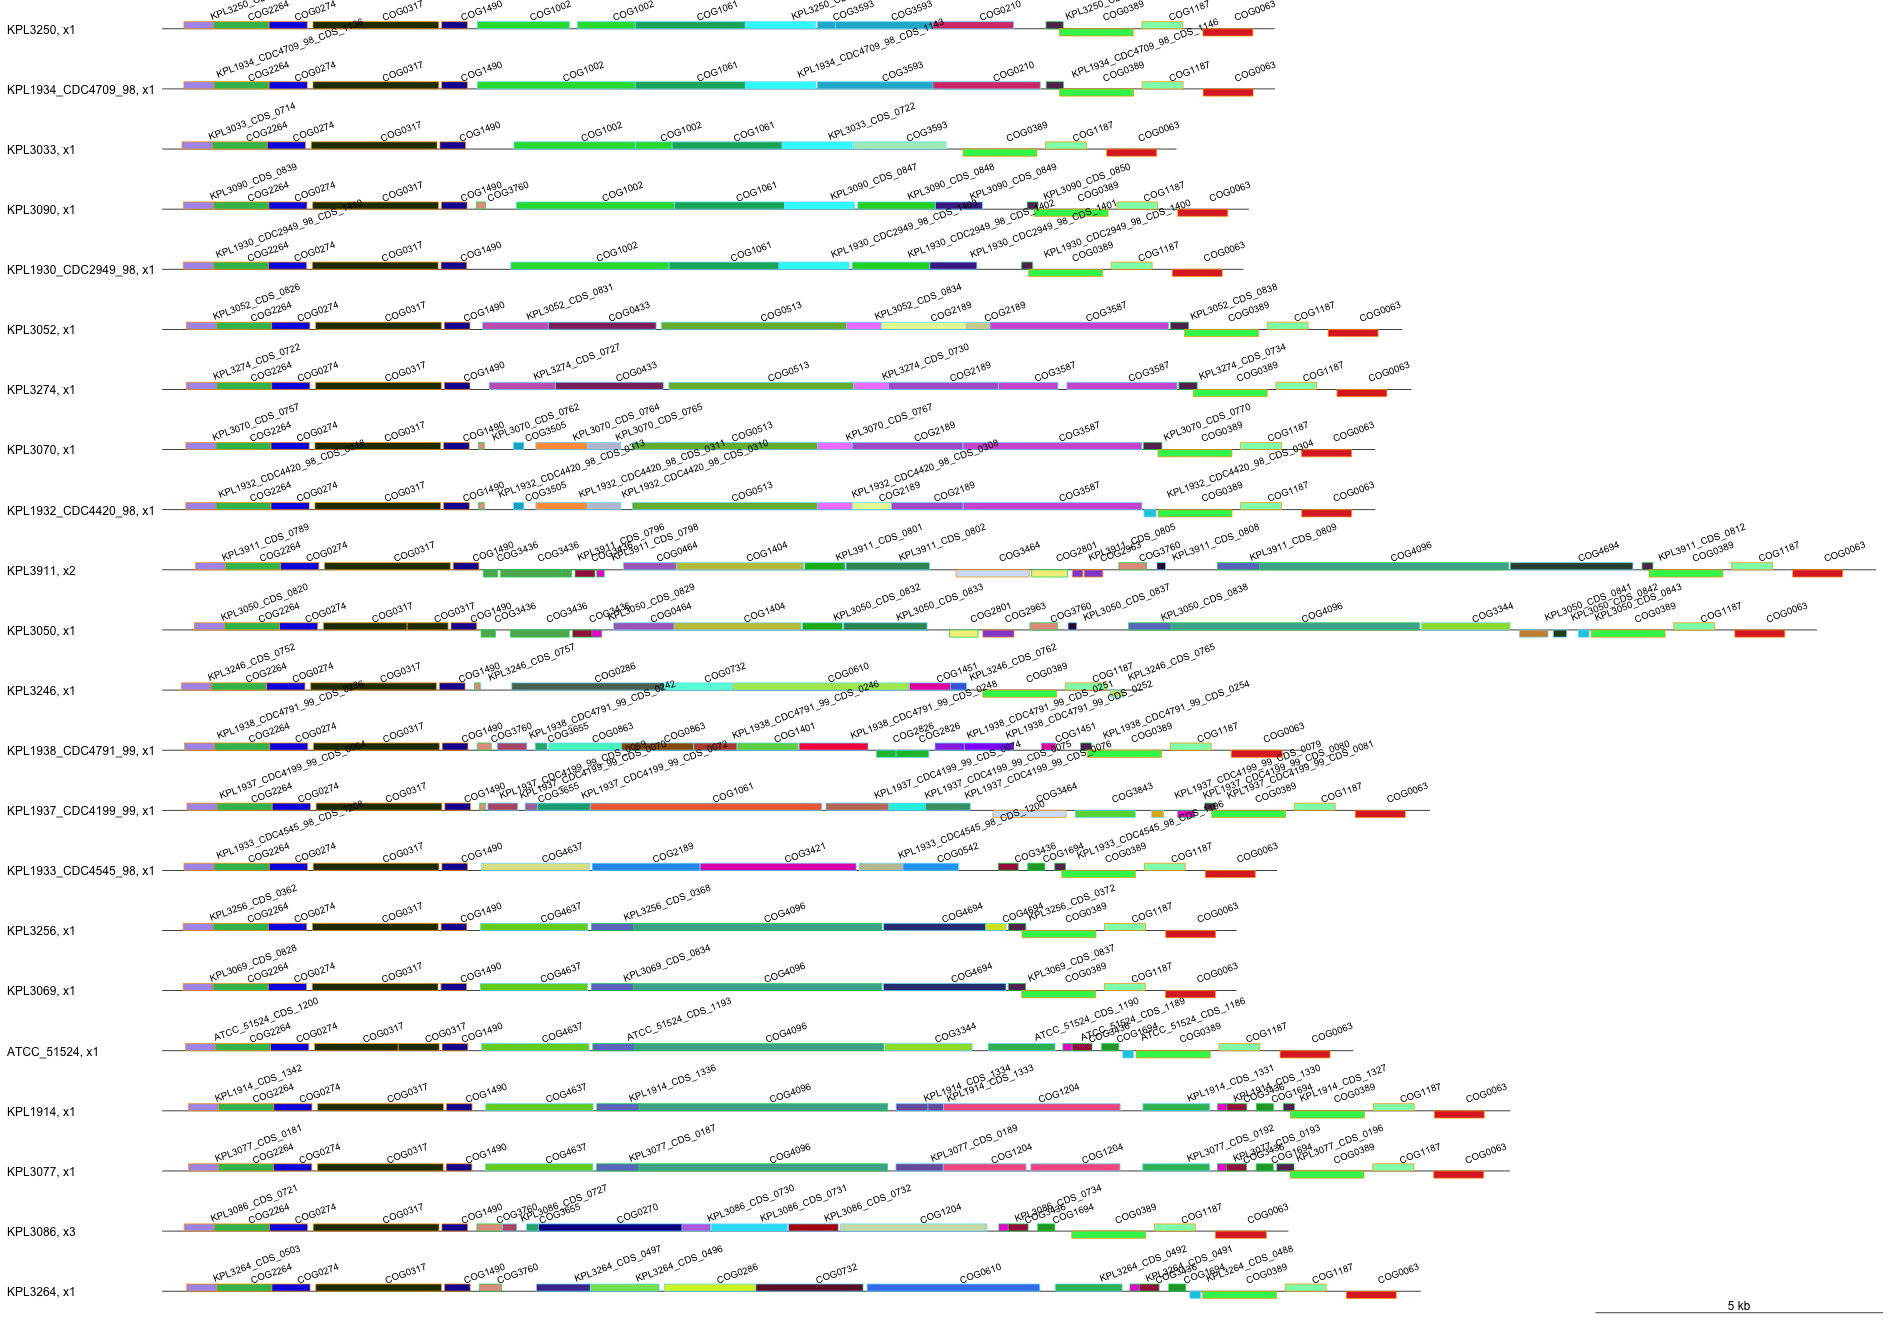 KPL3250, x1 COG2264 COG0274 COG0317 COG1490 COG1002 COG1002 COG1061 COG3593 COG3593 COG0210 COG0389 COG1187 COG0063
KPL1934_CDC4709_98, x1 KPL1934_CDC4709_98_CDS_1136 COG2264 COG0274 COG0317 COG1490 COG1002 COG1061 KPL1934_CDC4709_98_CDS_1143 COG3593 COG0210 KPL1934_CDC4709_98_CDS_1146 COG0389 COG1187 COG0063
KPL3033, x1 KPL3033_CDS_0714 COG2264 COG0274 COG0317 COG1490 COG1002 COG1002 COG1061 KPL3033_CDS_0722 COG3593 COG0389 COG1187 COG0063
KPL3090, x1 KPL3090_CDS_0839 COG2264 COG0274 COG0317 COG1490 COG3760 COG1002 COG1061 KPL3090_CDS_0847 KPL3090_CDS_0848 KPL3090_CDS_0849 KPL3090_CDS_0850 COG0389 COG1187 COG0063
KPL1930_CDC2949_98, x1 KPL1930_CDC2949_98_CDS_1410 COG2264 COG0274 COG0317 COG1490 COG1002 COG1061 KPL1930_CDC2949_98_CDS_1403 KPL1930_CDC2949_98_CDS_1402 KPL1930_CDC2949_98_CDS_1401 KPL1930_CDC2949_98_CDS_1400 COG0389 COG1187 COG0063
KPL3052, x1 KPL3052_CDS_0826 COG2264 COG0274 COG0317 COG1490 KPL3052_CDS_0831 COG0433 COG0513 KPL3052_CDS_0834 COG2189 COG2189 COG3587 KPL3052_CDS_0838 COG0389 COG1187 COG0063
KPL3274, x1 KPL3274_CDS_0722 COG2264 COG0274 COG0317 COG1490 KPL3274_CDS_0727 COG0433 COG0513 KPL3274_CDS_0730 COG2189 COG3587 COG3587 KPL3274_CDS_0734 COG0389 COG1187 COG0063
KPL3070, x1 KPL3070_CDS_0757 COG2264 COG0274 COG0317 COG1490 KPL3070_CDS_0762 COG3505 KPL3070_CDS_0764 KPL3070_CDS_0765 COG0513 KPL3070_CDS_0767 COG2189 COG3587 KPL3070_CDS_0770 COG0389 COG1187 COG0063
KPL1932_CDC4420_98, x1 KPL1932_CDC4420_98_CDS_0318 COG2264 COG0274 COG0317 COG1490 KPL1932_CDC4420_98_CDS_0313 COG3505 KPL1932_CDC4420_98_CDS_0311 KPL1932_CDC4420_98_CDS_0310 COG0513 KPL1932_CDC4420_98_CDS_0308 COG2189 COG2189 COG3587 KPL1932_CDC4420_98_CDS_0304 COG0389 COG1187 COG0063
KPL3911, x2 KPL3911_CDS_0789 COG2264 COG0274 COG0317 COG1490 COG3436 COG3436 KPL3911_CDS_0796 COG3436 KPL3911_CDS_0798 COG0464 COG1404 KPL3911_CDS_0801 KPL3911_CDS_0802 COG3464 COG2801 KPL3911_CDS_0805 COG2963 COG3760 KPL3911_CDS_0808 KPL3911_CDS_0809 COG4096 COG4694 KPL3911_CDS_0812 COG0389 COG1187 COG0063
KPL3050, x1 KPL3050_CDS_0820 COG2264 COG0274 COG0317 COG0317 COG1490 COG3436 COG3436 COG3436 KPL3050_CDS_0829 COG0464 COG1404 KPL3050_CDS_0832 KPL3050_CDS_0833 COG2801 COG2963 COG3760 KPL3050_CDS_0837 KPL3050_CDS_0838 COG4096 COG3344 KPL3050_CDS_0841 KPL3050_CDS_0842 KPL3050_CDS_0843 COG0389 COG1187 COG0063
KPL3246, x1 KPL3246_CDS_0752 COG2264 COG0274 COG0317 COG1490 KPL3246_CDS_0757 COG0286 COG0732 COG0610 COG1451 KPL3246_CDS_0762 COG0389 COG1187 KPL3246_CDS_0765
KPL1938_CDC4791_99, x1 KPL1938_CDC4791_99_CDS_0236 COG2264 COG0274 COG0317 COG1490 COG3760 KPL1938_CDC4791_99_CDS_0242 COG3655 COG0863 COG0863 KPL1938_CDC4791_99_CDS_0246 COG1401 KPL1938_CDC4791_99_CDS_0248 COG2826 COG2826 KPL1938_CDC4791_99_CDS_0251 KPL1938_CDC4791_99_CDS_0252 COG1451 KPL1938_CDC4791_99_CDS_0254 COG0389 COG1187 COG0063
KPL1937_CDC4199_99, x1 KPL1937_CDC4199_99_CDS_0064 COG2264 COG0274 COG0317 COG1490 KPL1937_CDC4199_99_CDS_0069 KPL1937_CDC4199_99_CDS_0070 COG3655 KPL1937_CDC4199_99_CDS_0072 COG1061 KPL1937_CDC4199_99_CDS_0074 KPL1937_CDC4199_99_CDS_0075 KPL1937_CDC4199_99_CDS_0076 COG3464 COG3843 KPL1937_CDC4199_99_CDS_0079 KPL1937_CDC4199_99_CDS_0080 KPL1937_CDC4199_99_CDS_0081 COG0389 COG1187 COG0063
KPL1933_CDC4545_98, x1 KPL1933_CDC4545_98_CDS_1208 COG2264 COG0274 COG0317 COG1490 COG4637 COG2189 COG3421 KPL1933_CDC4545_98_CDS_1200 COG0542 COG3436 COG1694 KPL1933_CDC4545_98_CDS_1196 COG0389 COG1187 COG0063
KPL3256, x1 KPL3256_CDS_0362 COG2264 COG0274 COG0317 COG1490 COG4637 KPL3256_CDS_0368 COG4096 COG4694 COG4694 KPL3256_CDS_0372 COG0389 COG1187 COG0063
KPL3069, x1 KPL3069_CDS_0828 COG2264 COG0274 COG0317 COG1490 COG4637 KPL3069_CDS_0834 COG4096 COG4694 KPL3069_CDS_0837 COG0389 COG1187 COG0063
ATCC_51524, x1 ATCC_51524_CDS_1200 COG2264 COG0274 COG0317 COG0317 COG1490 COG4637 ATCC_51524_CDS_1193 COG4096 COG3344 ATCC_51524_CDS_1190 ATCC_51524_CDS_1189 COG3436 COG1694 ATCC_51524_CDS_1186 COG0389 COG1187 COG0063
KPL1914, x1 KPL1914_CDS_1342 COG2264 COG0274 COG0317 COG1490 COG4637 KPL1914_CDS_1336 COG4096 KPL1914_CDS_1334 KPL1914_CDS_1333 COG1204 KPL1914_CDS_1331 KPL1914_CDS_1330 COG3436 COG1694 KPL1914_CDS_1327 COG0389 COG1187 COG0063
KPL3077, x1 KPL3077_CDS_0181 COG2264 COG0274 COG0317 COG1490 COG4637 KPL3077_CDS_0187 COG4096 KPL3077_CDS_0189 COG1204 COG1204 KPL3077_CDS_0192 KPL3077_CDS_0193 COG3436 COG1694 KPL3077_CDS_0196 COG0389 COG1187 COG0063
KPL3086, x3 KPL3086_CDS_0721 COG2264 COG0274 COG0317 COG1490 COG3760 KPL3086_CDS_0727 COG3655 COG0270 KPL3086_CDS_0730 KPL3086_CDS_0731 KPL3086_CDS_0732 COG1204 KPL3086_CDS_0734 COG3436 COG1694 COG0389 COG1187 COG0063
KPL3264, x1 KPL3264_CDS_0503 COG2264 COG0274 COG0317 COG1490 COG3760 KPL3264_CDS_0497 KPL3264_CDS_0496 COG0286 COG0732 COG0610 KPL3264_CDS_0492 KPL3264_CDS_0491 COG3436 COG1694 KPL3264_CDS_0488 COG0389 COG1187 COG0063
5 kb